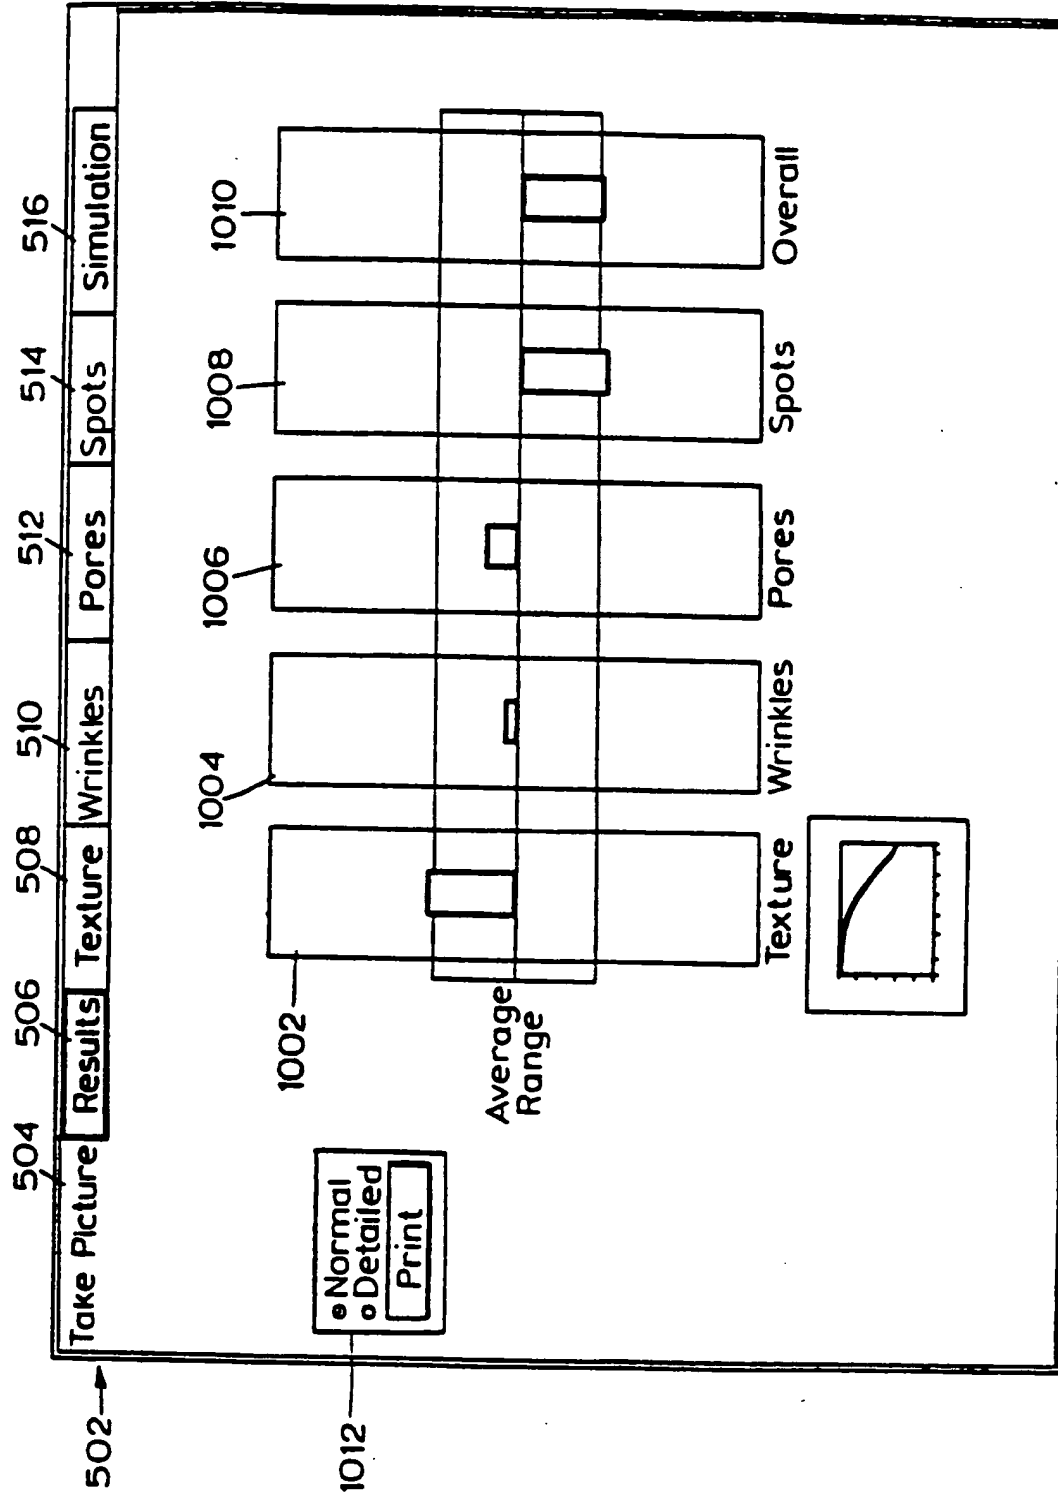 504 506 508 510 512 514 516
502
Take Picture Results Texture Wrinkles Pores Spots Simulation
1002 1004 1006 1008 1010
1012
Normal
Detailed
Print
Average
Range
Texture Wrinkles Pores Spots Overall